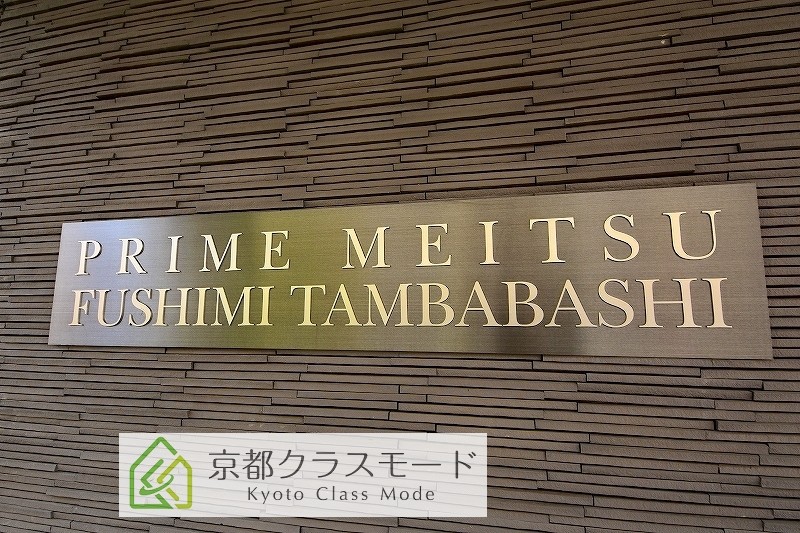 PRIME MEITSU
FUSHIMI TAMBABASHI
京都クラスモード
Kyoto Class Mode